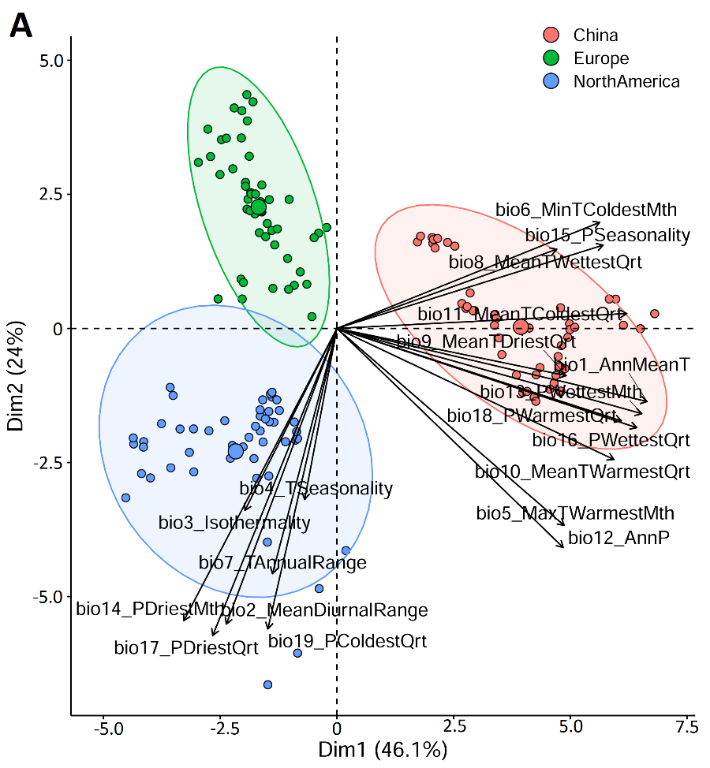 A
China
Europe
NorthAmerica
5.0
2.5
0
-2.5
-5.0
Dim2 (24%)
bio6_MinTColdestMth
bio15_PSeasonality
bio8_MeanTWettestQrt
bio11_MeanTColdestQrt
bio9_MeanTDriestQrt
bio1_AnnMeanT
bio13_PWettestMth
bio18_PWarmestQrt
bio16_PWettestQrt
bio10_MeanTWarmestQrt
bio4_TSeasonality
bio5_MaxTWarmestMth
bio3_Isothermality
bio12_AnnP
bio7_TAnnualRange
bio14_PDriestMth
bio2_MeanDiurnalRange
bio17_PDriestQrt
bio19_PColdestQrt
-5.0
-2.5
0
2.5
5.0
7.5
Dim1 (46.1%)